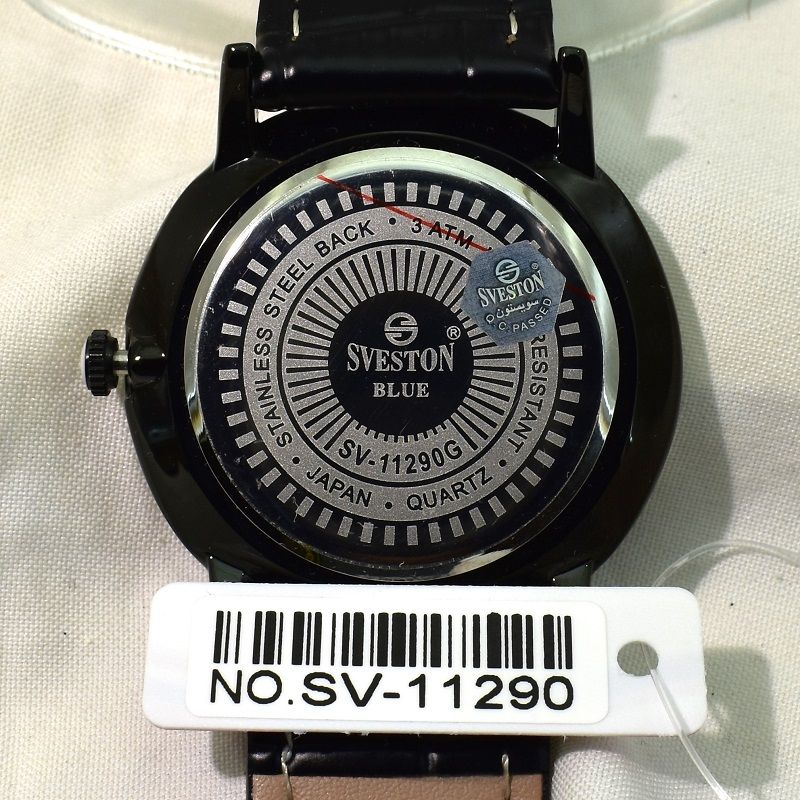 STAINLESS STEEL BACK • 3 ATM
RESISTANT •
SVESTON®
سويستون
Q.C. PASSED
SVESTON®
BLUE
SV-11290G
• JAPAN • QUARTZ •
NO.SV-11290